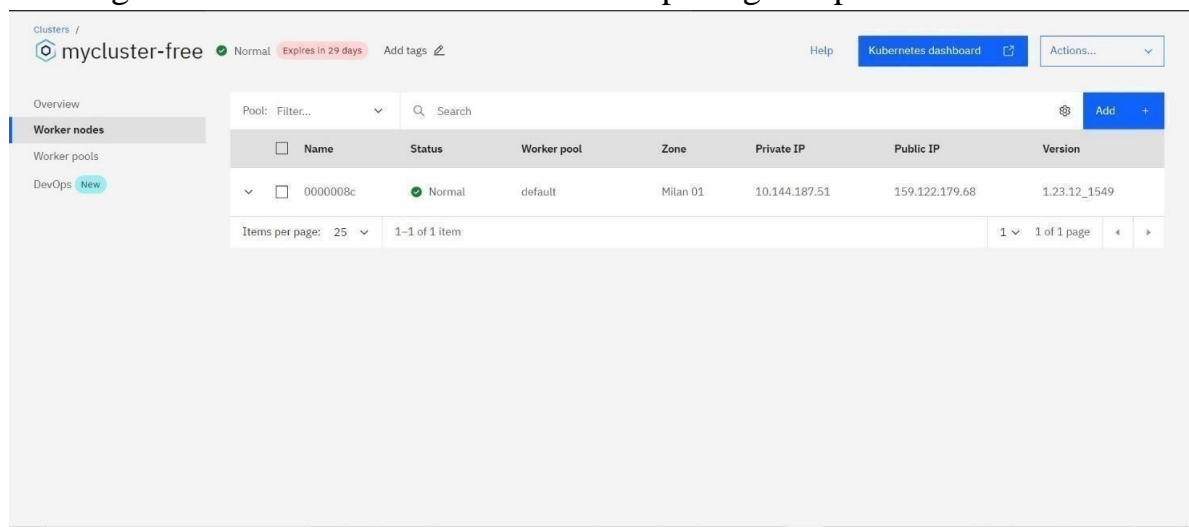 Clusters /
mycluster-free Normal Expires in 29 days Add tags Help Kubernetes dashboard Actions...
Overview
Worker nodes
Worker pools
DevOps New
Pool: Filter... Search Add +
Name Status Worker pool Zone Private IP Public IP Version
0000008c Normal default Milan 01 10.144.187.51 159.122.179.68 1.23.12_1549
Items per page: 25 1–1 of 1 item 1 1 of 1 page